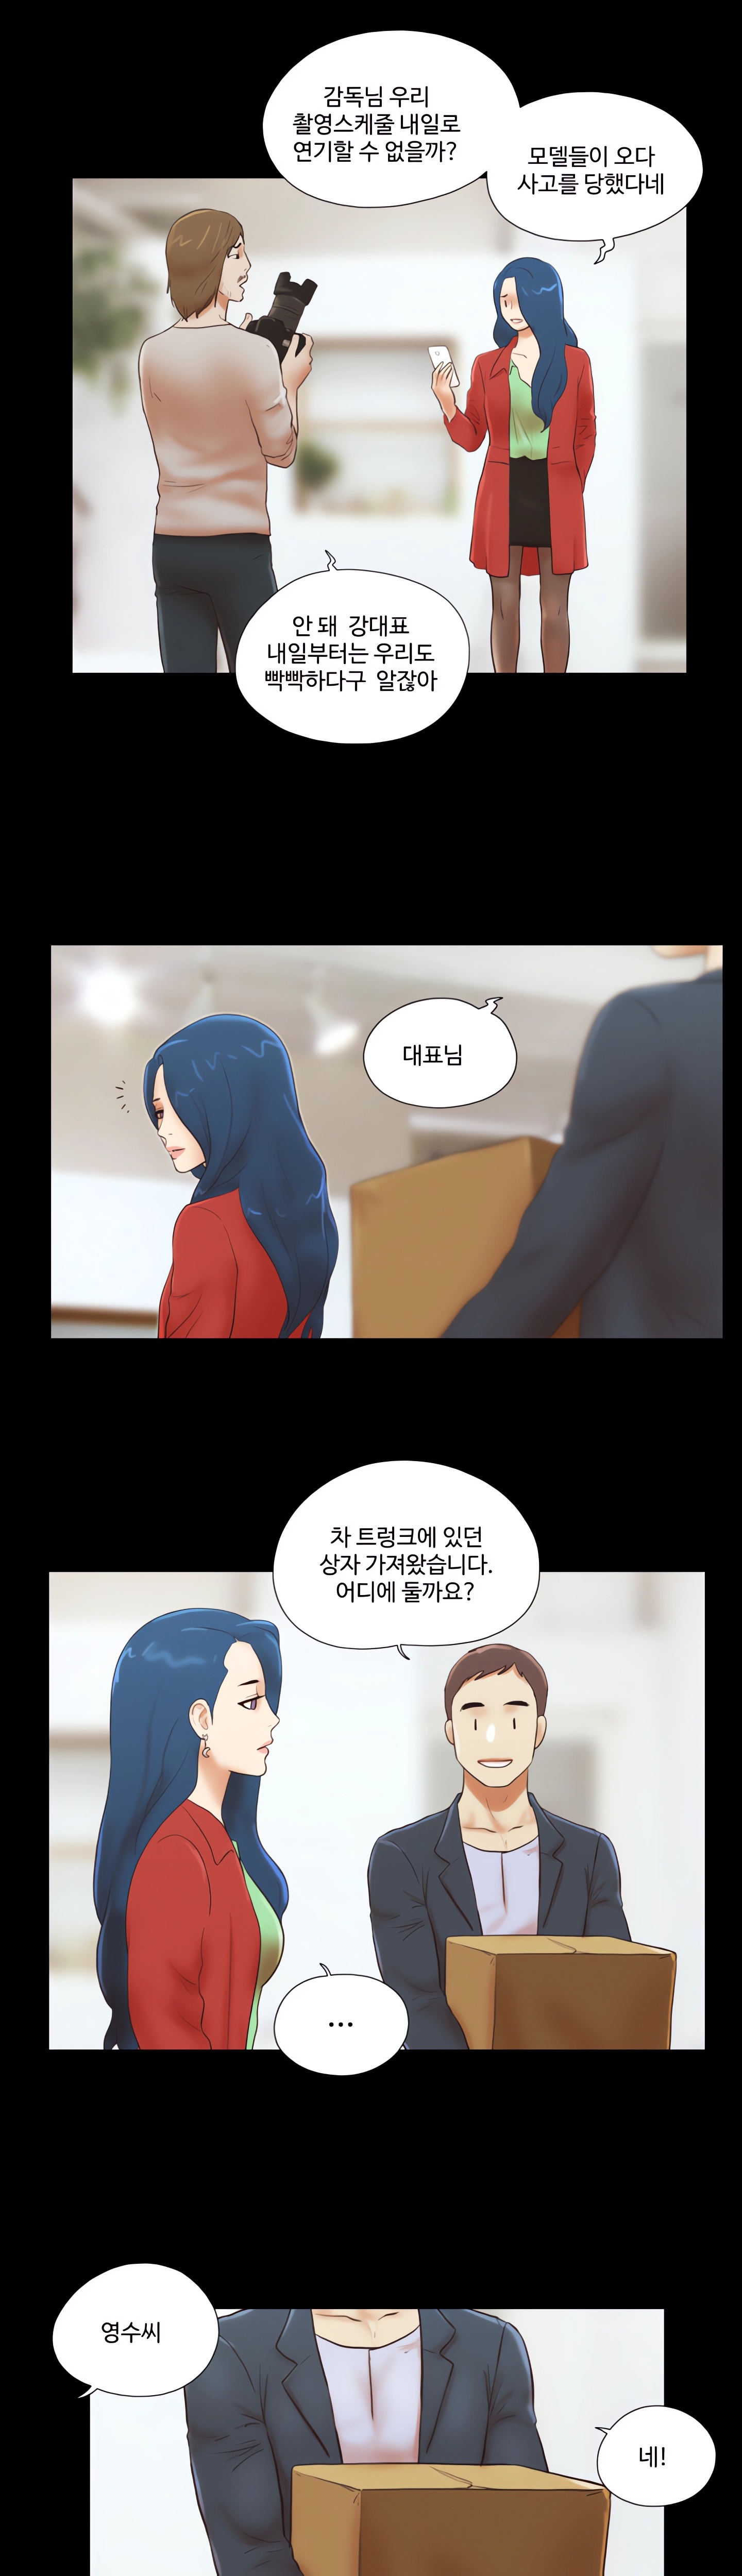 감독님 우리
촬영스케줄 내일로
연기할 수 없을까?
모델들이 오다
사고를 당했다네
안 돼 강대표
내일부터는 우리도
빡빡하다구 알잖아
대표님
차 트렁크에 있던
상자 가져왔습니다.
어디에 둘까요?
...
영수씨
네!